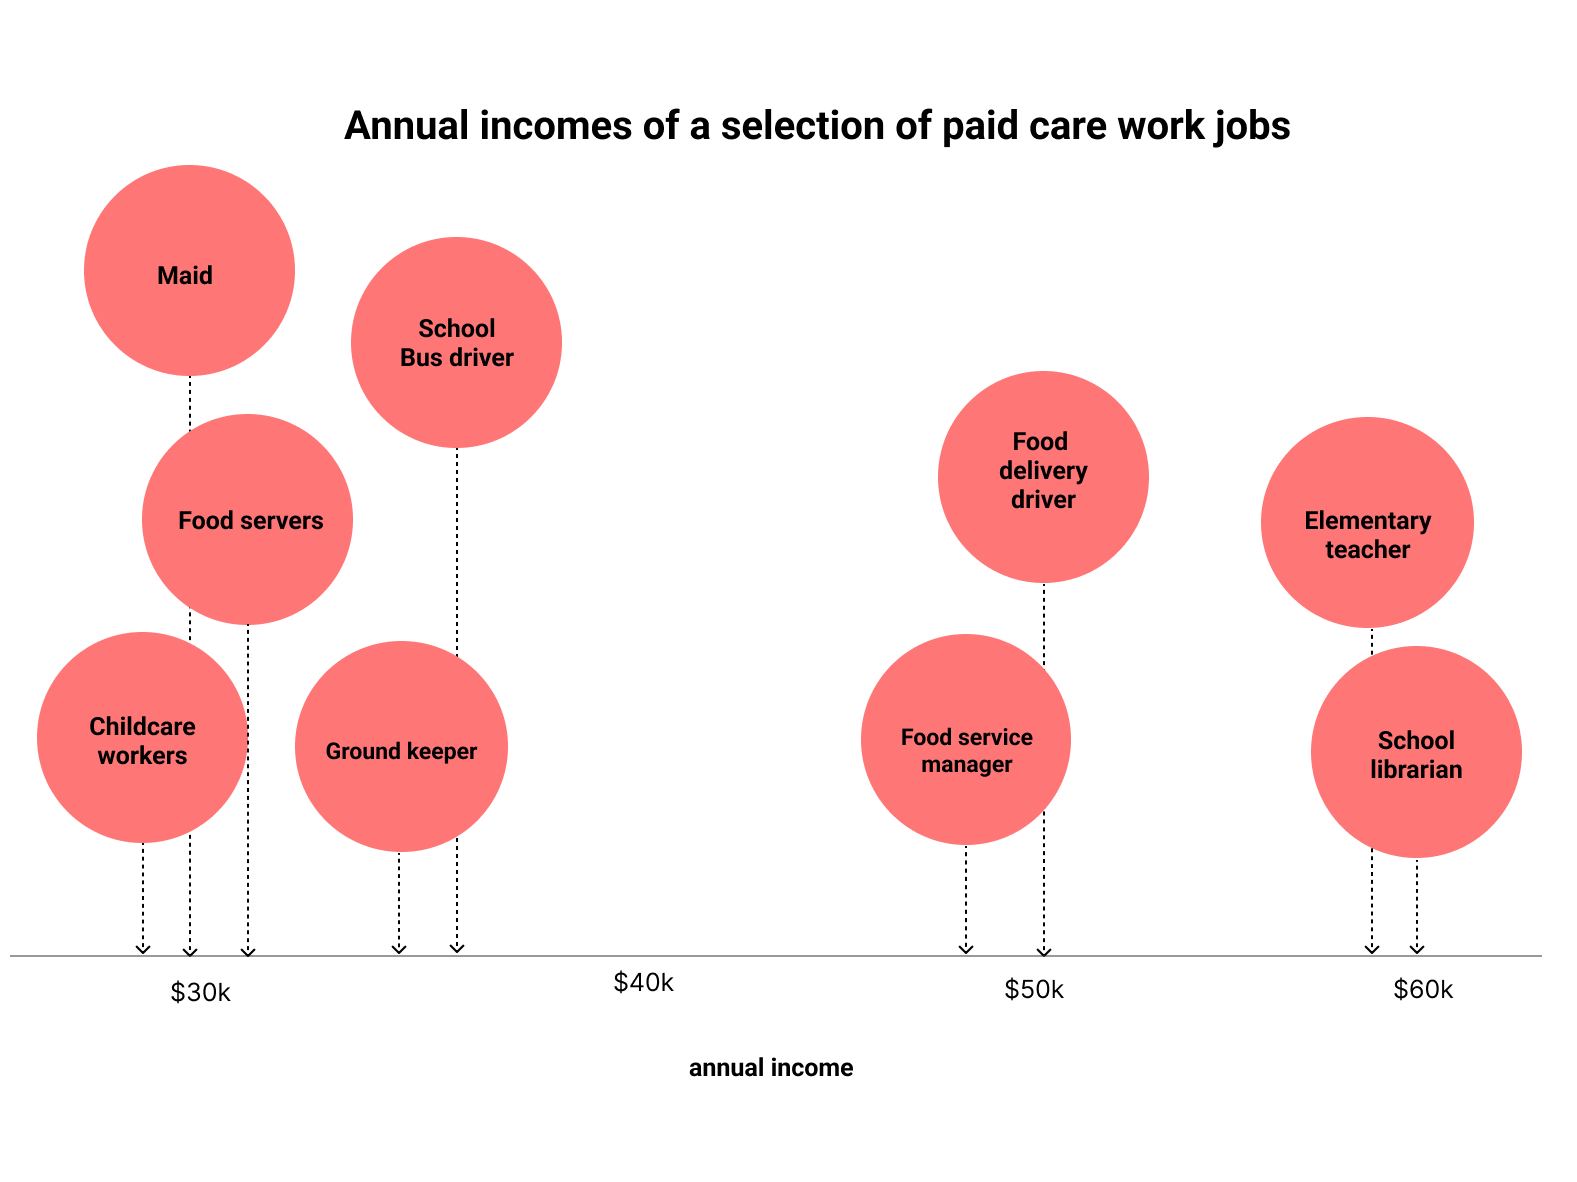 Annual incomes of a selection of paid care work jobs
Maid
School
Bus driver
Food
delivery
driver
Food servers
Elementary
teacher
Childcare
workers
Ground keeper
Food service
manager
School
librarian
$30k
$40k
$50k
$60k
annual income